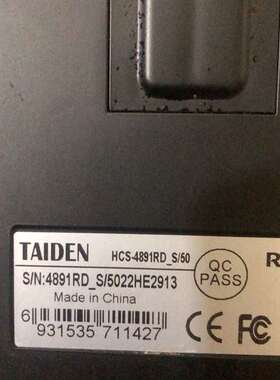 TAIDEN HCS-4891RD_S/50
QC PASS
R
S/N:4891RD_S/5022HE2913
Made in China
6 931535 711427
CE FC